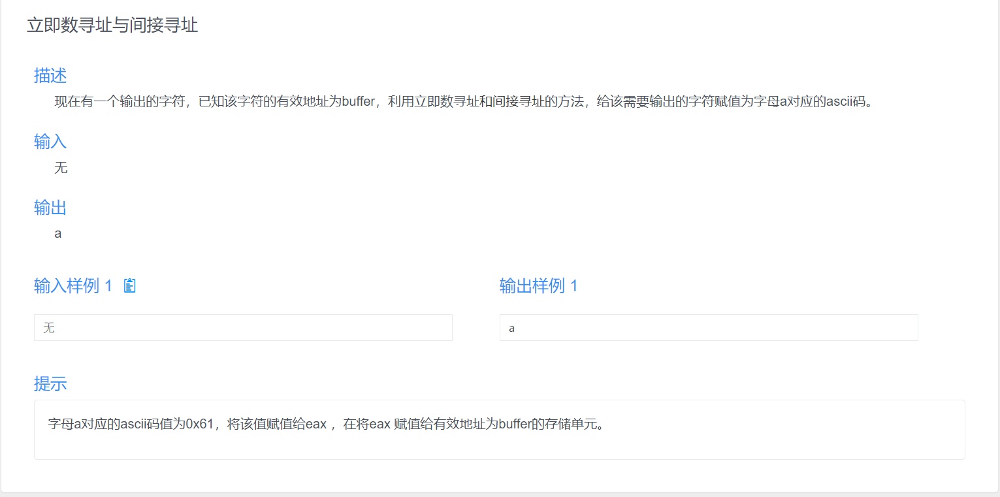 立即数寻址与间接寻址
描述
现在有一个输出的字符，已知该字符的有效地址为buffer，利用立即数寻址和间接寻址的方法，给该需要输出的字符赋值为字母a对应的ascii码。
输入
无
输出
a
输入样例 1
输出样例 1
无
a
提示
字母a对应的ascii码值为0x61，将该值赋值给eax ，在将eax 赋值给有效地址为buffer的存储单元。